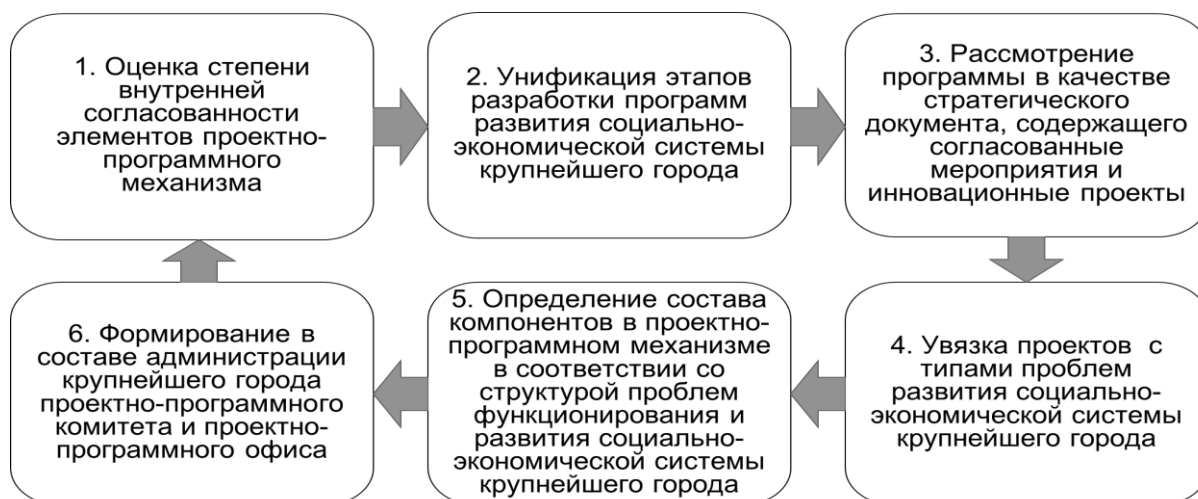 1. Оценка степени
внутренней
согласованности
элементов проектно-
программного
механизма
2. Унификация этапов
разработки программ
развития социально-
экономической системы
крупнейшего города
3. Рассмотрение
программы в качестве
стратегического
документа, содержащего
согласованные
мероприятия и
инновационные проекты
4. Увязка проектов с
типами проблем
развития социально-
экономической системы
крупнейшего города
5. Определение состава
компонентов в проектно-
программном механизме
в соответствии со
структурой проблем
функционирования и
развития социально-
экономической системы
крупнейшего города
6. Формирование в
составе администрации
крупнейшего города
проектно-программного
комитета и проектно-
программного офиса